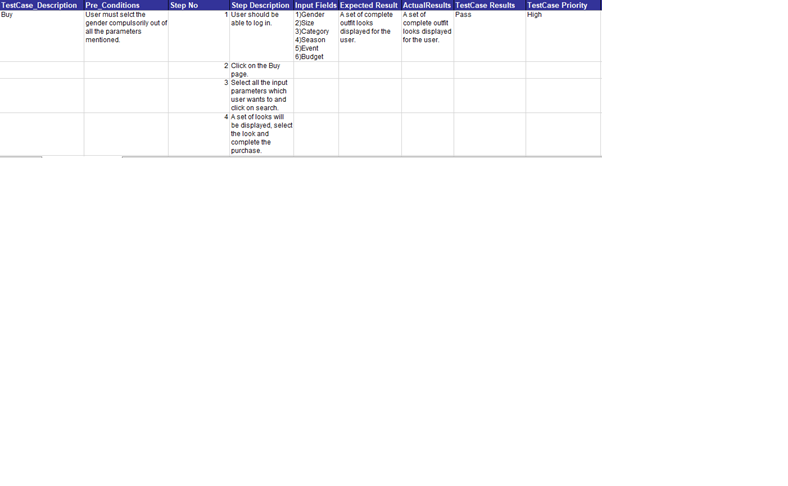 TestCase_Description Pre_Conditions Step No Step Description Input Fields Expected Result ActualResults TestCase Results TestCase Priority
Buy
User must selct the
gender compulsorily out of
all the parameters
mentioned.
1
User should be
able to log in.
1)Gender
2)Size
3)Category
4)Season
5)Event
6)Budget
A set of complete
outfit looks
displayed for the
user.
A set of
complete outfit
looks displayed
for the user.
Pass
High
2
Click on the Buy
page.
3
Select all the input
parameters which
user wants to and
click on search.
4
A set of looks will
be displayed, select
the look and
complete the
purchase.